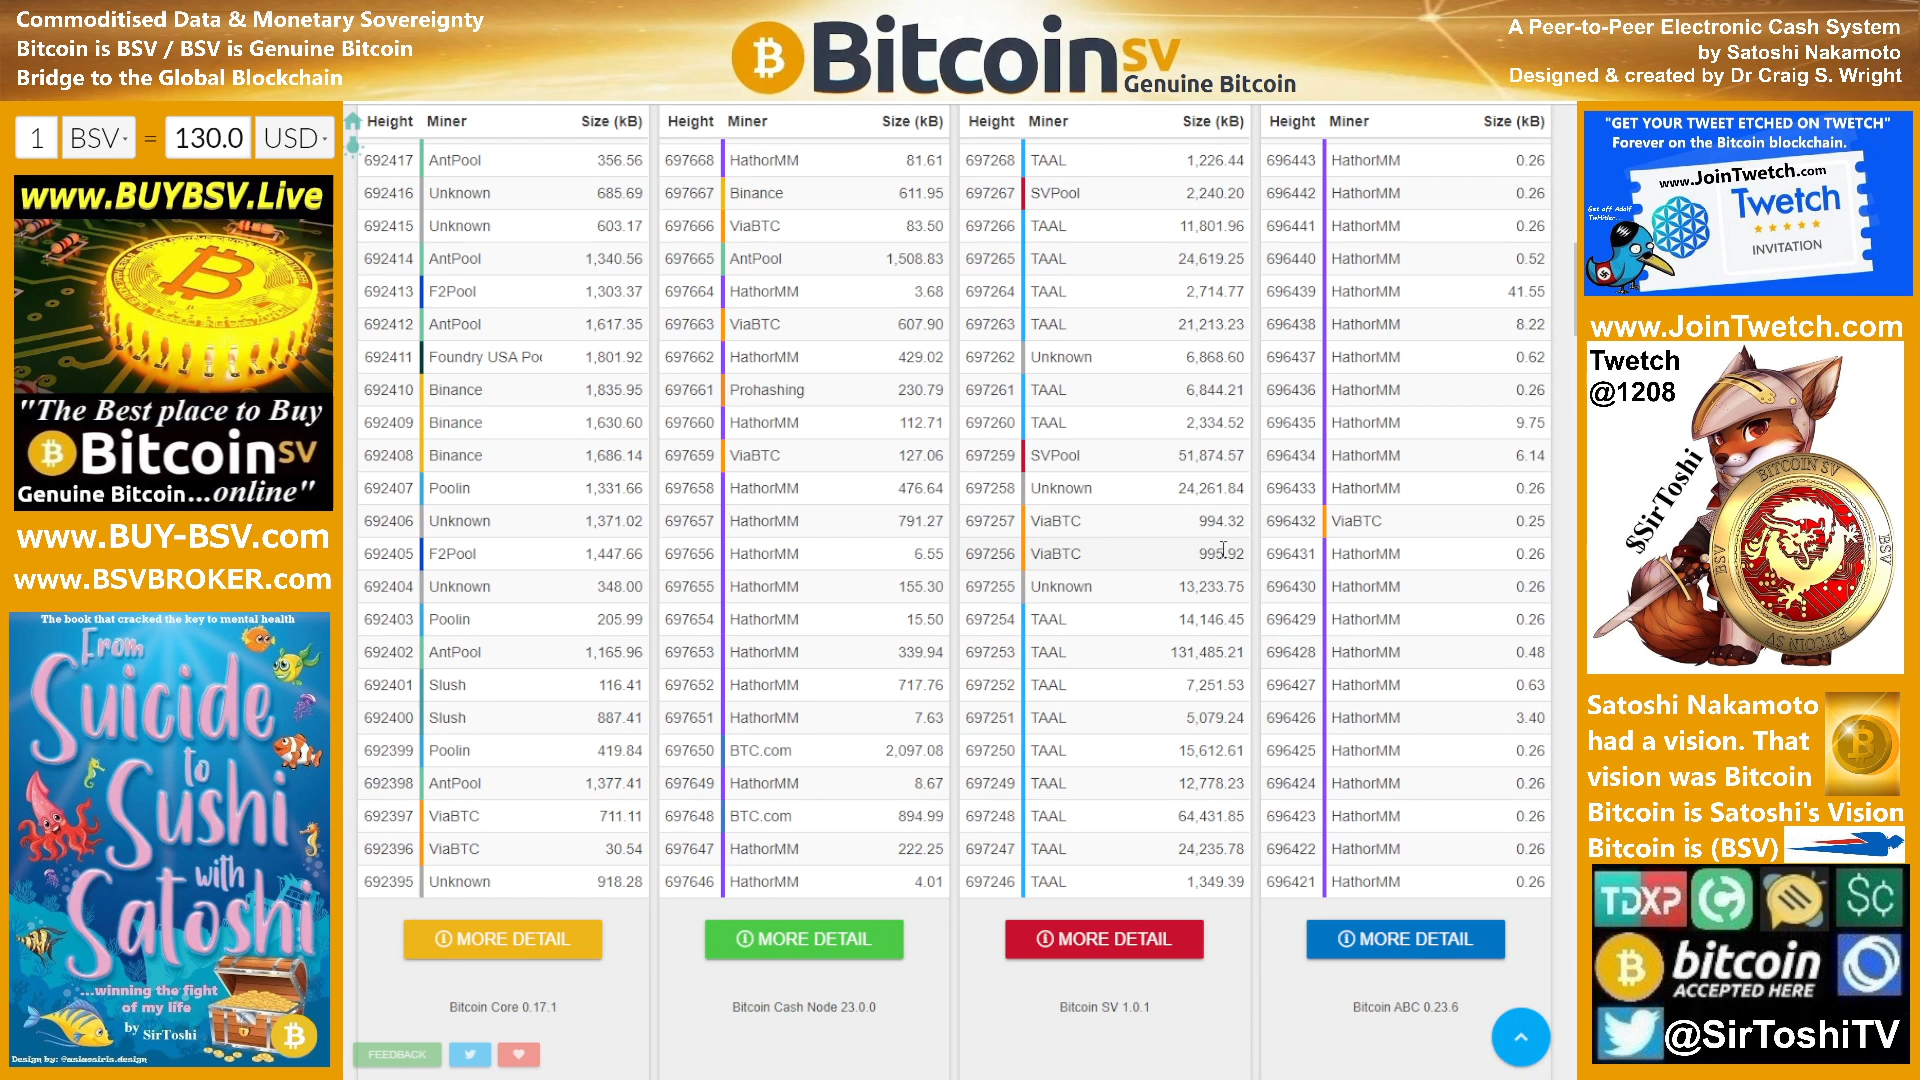 Commoditised Data & Monetary Sovereignty
Bitcoin is BSV / BSV is Genuine Bitcoin
Bridge to the Global Blockchain
Bitcoin SV
Genuine Bitcoin
A Peer-to-Peer Electronic Cash System
by Satoshi Nakamoto
Designed & created by Dr Craig S. Wright
1 BSV = 130.0 USD
www.BUYBSV.Live
"The Best place to Buy
Bitcoin SV
Genuine Bitcoin...online"
www.BUY-BSV.com
www.BSVBROKER.com
The book that cracked the key to mental health
From
Suicide
to
Sushi
with
Satoshi
...winning the fight
of my life
by SirToshi
Design by: @animesiris.design
Height Miner Size (kB)
692417 AntPool 356.56
692416 Unknown 685.69
692415 Unknown 603.17
692414 AntPool 1,340.56
692413 F2Pool 1,303.37
692412 AntPool 1,617.35
692411 Foundry USA Poo 1,801.92
692410 Binance 1,835.95
692409 Binance 1,630.60
692408 Binance 1,686.14
692407 Poolin 1,331.66
692406 Unknown 1,371.02
692405 F2Pool 1,447.66
692404 Unknown 348.00
692403 Poolin 205.99
692402 AntPool 1,165.96
692401 Slush 116.41
692400 Slush 887.41
692399 Poolin 419.84
692398 AntPool 1,377.41
692397 ViaBTC 711.11
692396 ViaBTC 30.54
692395 Unknown 918.28
MORE DETAIL
Bitcoin Core 0.17.1
FEEDBACK
Height Miner Size (kB)
697668 HathorMM 81.61
697667 Binance 611.95
697666 ViaBTC 83.50
697665 AntPool 1,508.83
697664 HathorMM 3.68
697663 ViaBTC 607.90
697662 HathorMM 429.02
697661 Prohashing 230.79
697660 HathorMM 112.71
697659 ViaBTC 127.06
697658 HathorMM 476.64
697657 HathorMM 791.27
697656 HathorMM 6.55
697655 HathorMM 155.30
697654 HathorMM 15.50
697653 HathorMM 339.94
697652 HathorMM 717.76
697651 HathorMM 7.63
697650 BTC.com 2,097.08
697649 HathorMM 8.67
697648 BTC.com 894.99
697647 HathorMM 222.25
697646 HathorMM 4.01
MORE DETAIL
Bitcoin Cash Node 23.0.0
Height Miner Size (kB)
697268 TAAL 1,226.44
697267 SVPool 2,240.20
697266 TAAL 11,801.96
697265 TAAL 24,619.25
697264 TAAL 2,714.77
697263 TAAL 21,213.23
697262 Unknown 6,868.60
697261 TAAL 6,844.21
697260 TAAL 2,334.52
697259 SVPool 51,874.57
697258 Unknown 24,261.84
697257 ViaBTC 994.32
697256 ViaBTC 995.92
697255 Unknown 13,233.75
697254 TAAL 14,146.45
697253 TAAL 131,485.21
697252 TAAL 7,251.53
697251 TAAL 5,079.24
697250 TAAL 15,612.61
697249 TAAL 12,778.23
697248 TAAL 64,431.85
697247 TAAL 24,235.78
697246 TAAL 1,349.39
MORE DETAIL
Bitcoin SV 1.0.1
Height Miner Size (kB)
696443 HathorMM 0.26
696442 HathorMM 0.26
696441 HathorMM 0.26
696440 HathorMM 0.52
696439 HathorMM 41.55
696438 HathorMM 8.22
696437 HathorMM 0.62
696436 HathorMM 0.26
696435 HathorMM 9.75
696434 HathorMM 6.14
696433 HathorMM 0.26
696432 ViaBTC 0.25
696431 HathorMM 0.26
696430 HathorMM 0.26
696429 HathorMM 0.26
696428 HathorMM 0.48
696427 HathorMM 0.63
696426 HathorMM 3.40
696425 HathorMM 0.26
696424 HathorMM 0.26
696423 HathorMM 0.26
696422 HathorMM 0.26
696421 HathorMM 0.26
MORE DETAIL
Bitcoin ABC 0.23.6
"GET YOUR TWEET ETCHED ON TWETCH"
Forever on the Bitcoin blockchain.
www.JoinTwetch.com
Twetch
INVITATION
Get off Adolf
TwHitler..
www.JoinTwetch.com
Twetch
@1208
$SirToshi
BITCOIN SV
BSV
BSV
BITCOIN SV
Satoshi Nakamoto
had a vision. That
vision was Bitcoin
Bitcoin is Satoshi's Vision
Bitcoin is (BSV)
TDXP
bitcoin
ACCEPTED HERE
@SirToshiTV